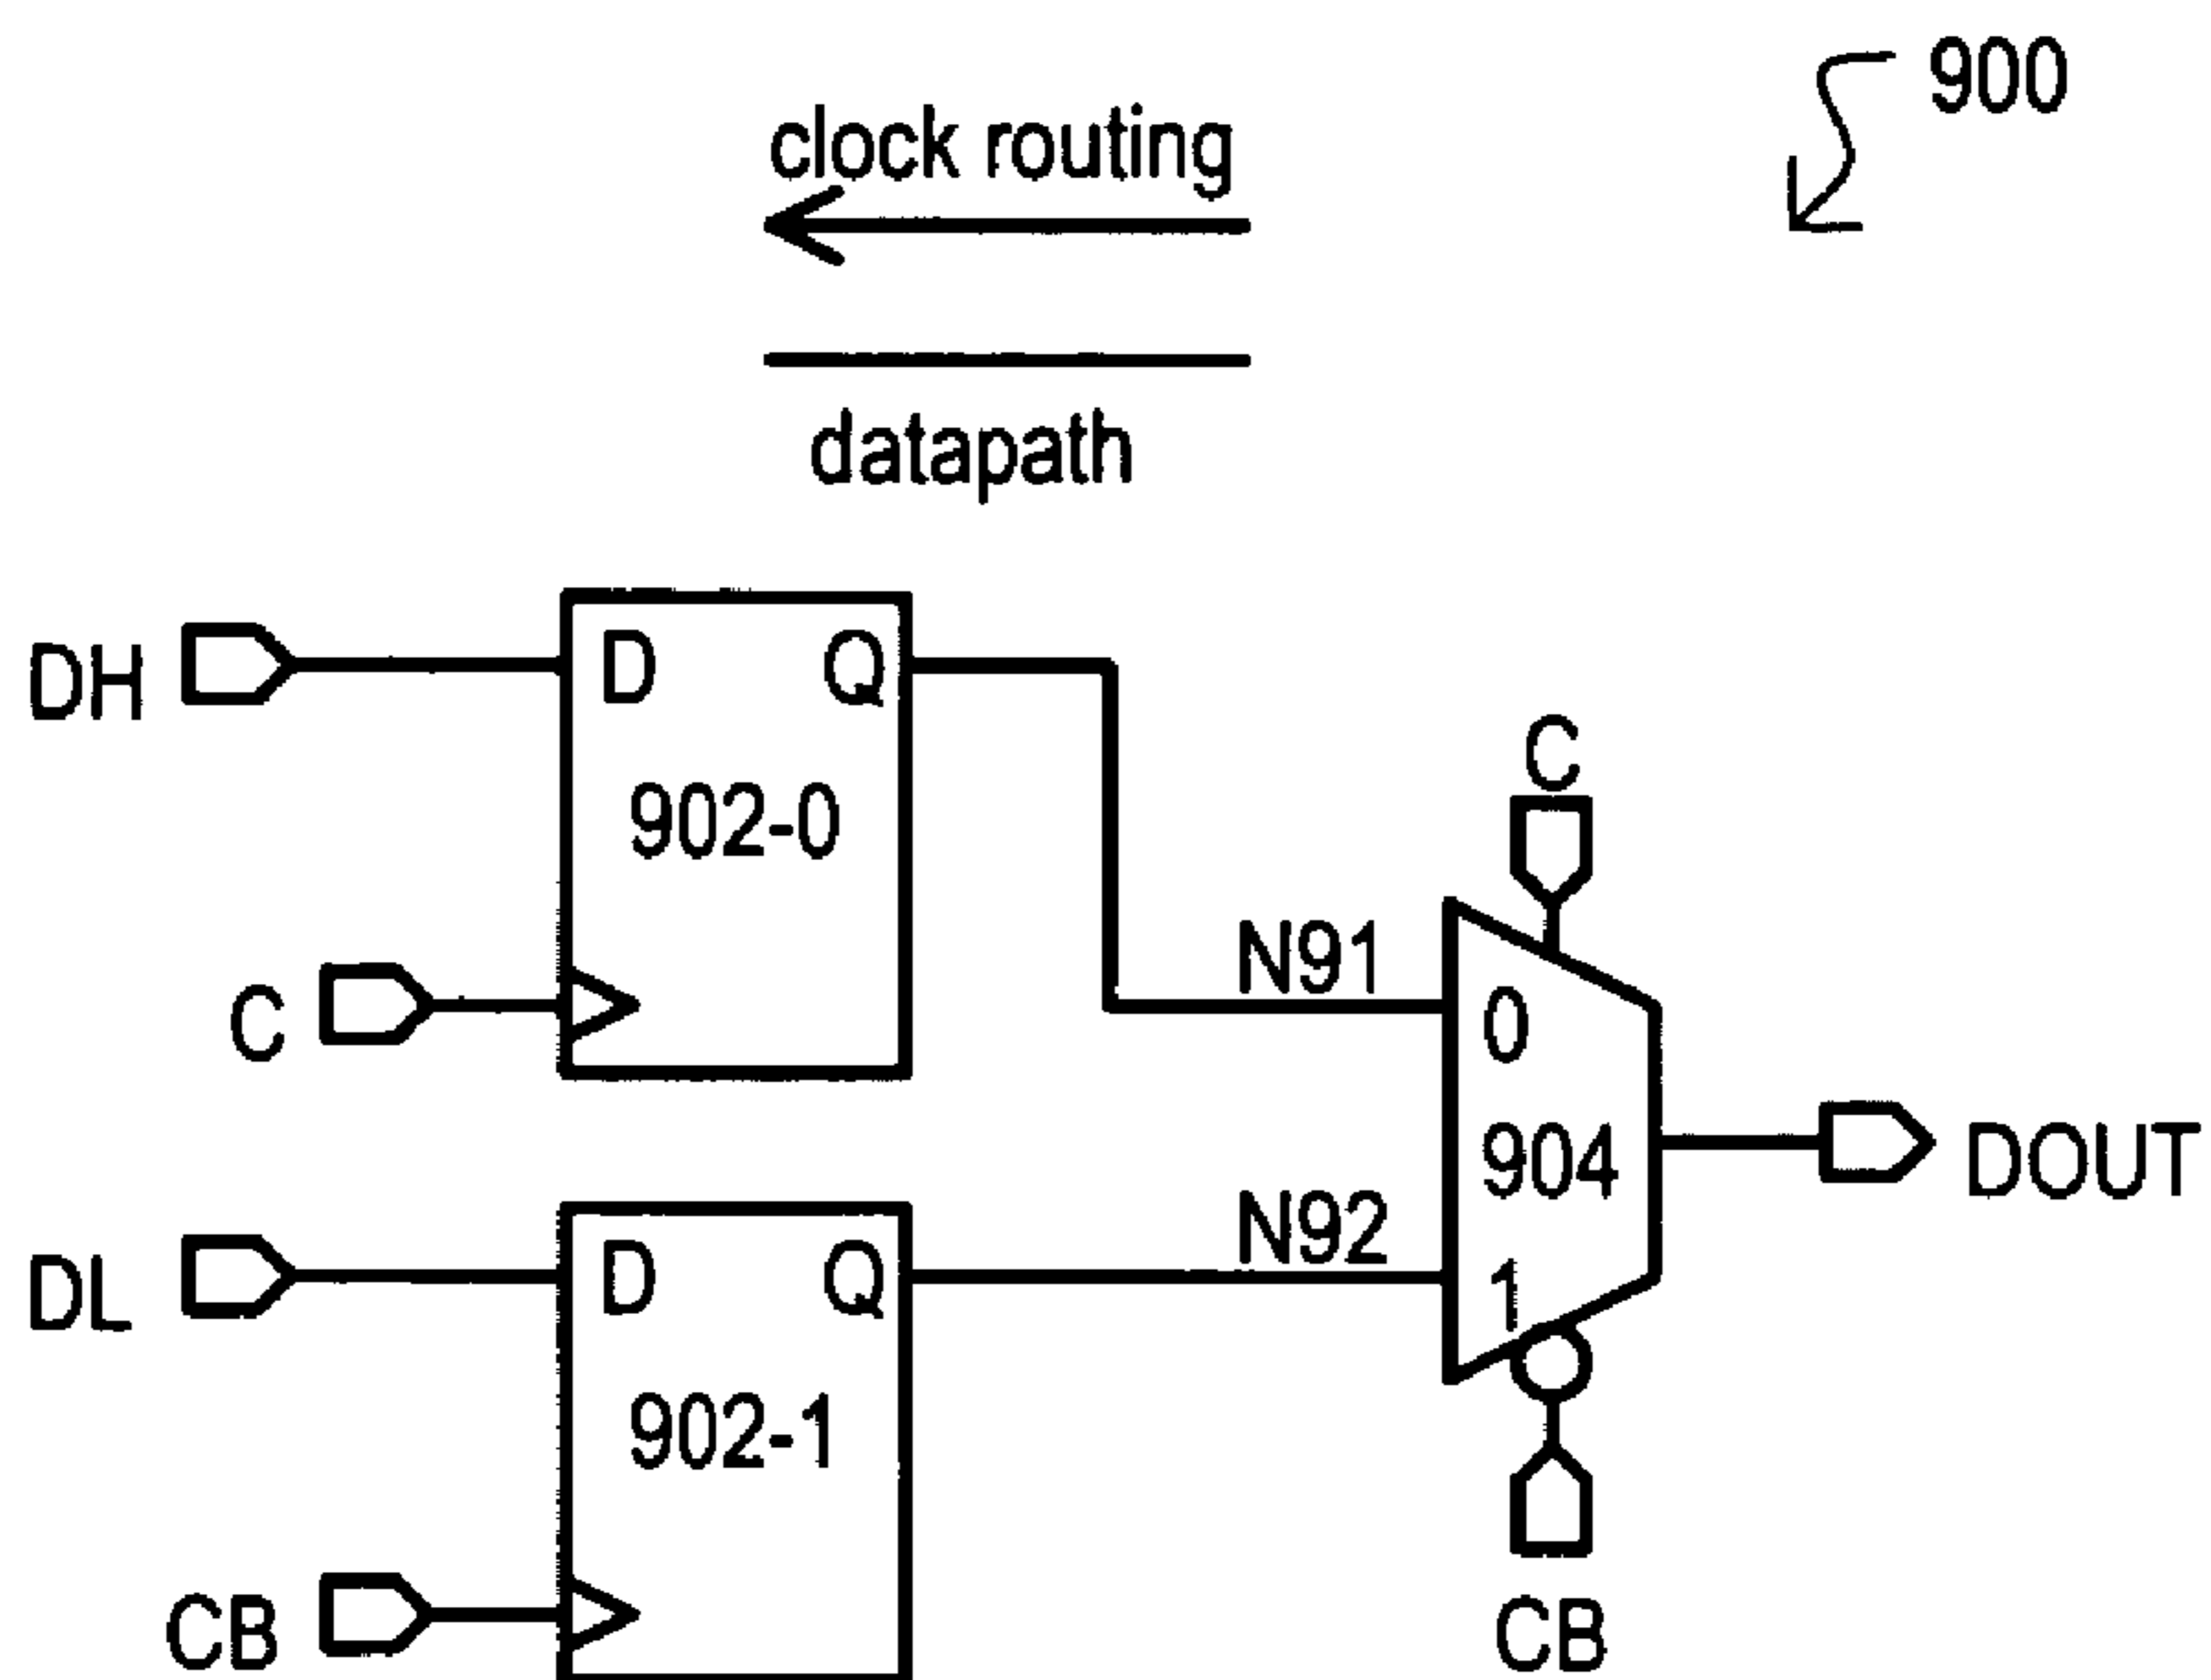 900
clock routing
datapath
DH
D
Q
902-0
C
C
N91
0
904
DOUT
N92
1
DL
D
Q
902-1
CB
CB